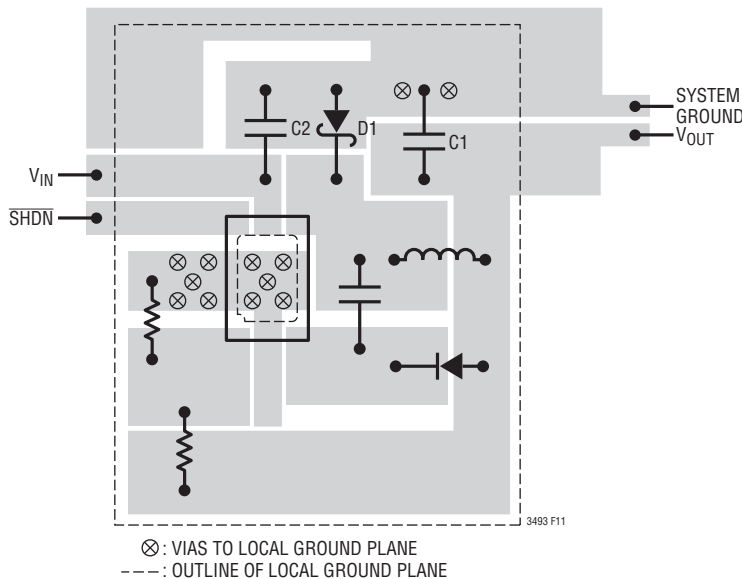 SYSTEM
GROUND
C2
D1
C1
VOUT
VIN
SHDN
3493 F11
⊗: VIAS TO LOCAL GROUND PLANE
---: OUTLINE OF LOCAL GROUND PLANE